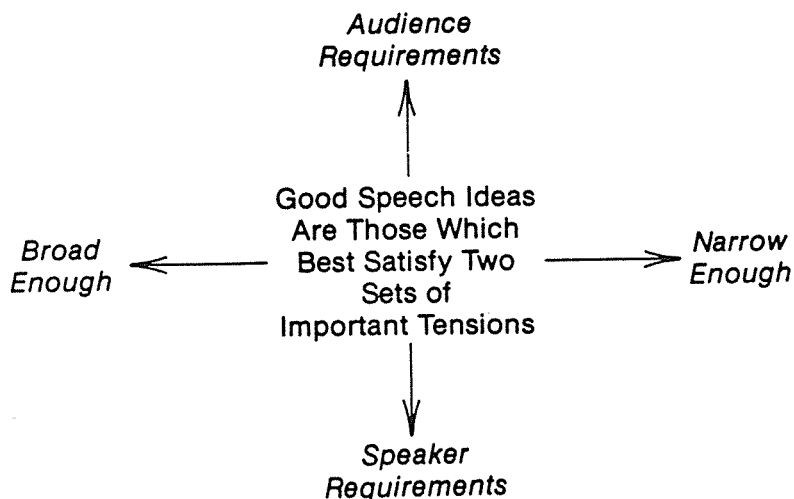 Audience
Requirements
Good Speech Ideas
Are Those Which
Best Satisfy Two
Sets of
Important Tensions
Broad
Enough
Narrow
Enough
Speaker
Requirements